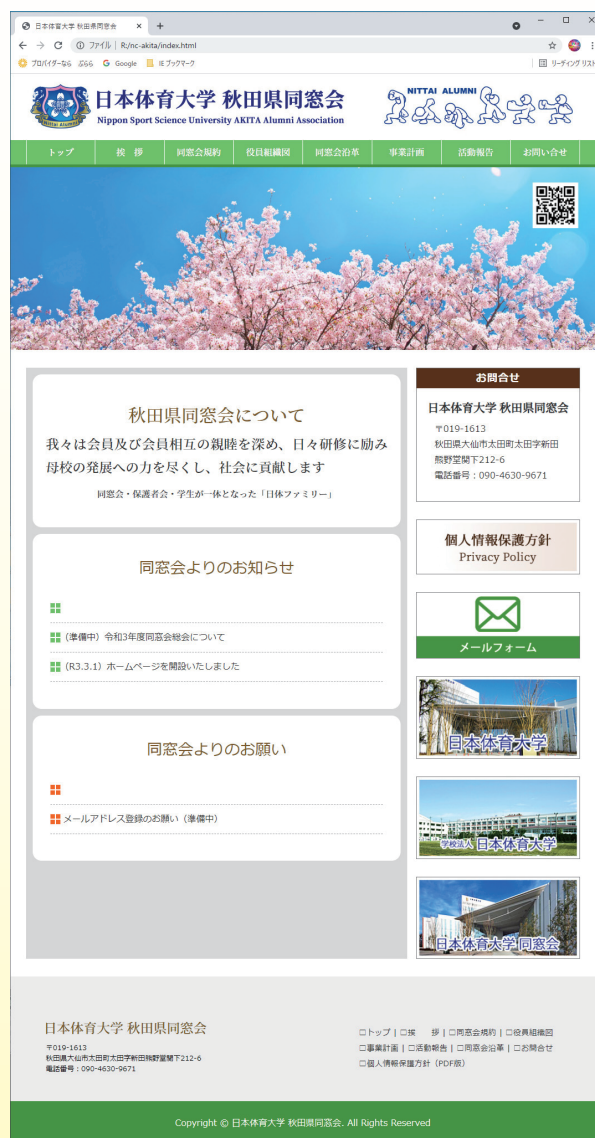 日本体育大学 秋田県同窓会
R:/nc-akita/index.html
ファイル
Google
IE ブックマーク
リーディング リスト
日本体育大学 秋田県同窓会
Nippon Sport Science University AKITA Alumni Association
NITTAI ALUMNI
トップ 挨 拶 同窓会規約 役員組織図 同窓会沿革 事業計画 活動報告 お問い合せ
秋田県同窓会について
我々は会員及び会員相互の親睦を深め、日々研修に励み
母校の発展への力を尽くし、社会に貢献します
同窓会・保護者会・学生が一体となった「日体ファミリー」
同窓会よりのお知らせ
(準備中) 令和3年度同窓会総会について
(R3.3.1) ホームページを開設いたしました
同窓会よりのお願い
メールアドレス登録のお願い (準備中)
お問合せ
日本体育大学 秋田県同窓会
〒019-1613
秋田県大仙市太田町太田字新田
熊野堂閑下212-6
電話番号:090-4630-9671
個人情報保護方針
Privacy Policy
メールフォーム
日本体育大学
学校法人 日本体育大学
日本体育大学 同窓会
日本体育大学 秋田県同窓会
〒019-1613
秋田県大仙市太田町太田字新田熊野堂閑下212-6
電話番号:090-4630-9671
□トップ | □挨 拶 | □同窓会規約 | □役員組織図
□事業計画 | □活動報告 | □同窓会沿革 | □お問合せ
□個人情報保護方針 (PDF版)
Copyright © 日本体育大学 秋田県同窓会. All Rights Reserved